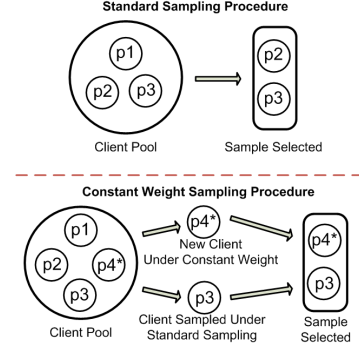 Standard Sampling Procedure
p1
p2 p3
p2
p3
Client Pool
Sample Selected
Constant Weight Sampling Procedure
p1
p2 p4*
p3
Client Pool
p4*
New Client
Under Constant Weight
p3
Client Sampled Under
Standard Sampling
p4*
p3
Sample
Selected